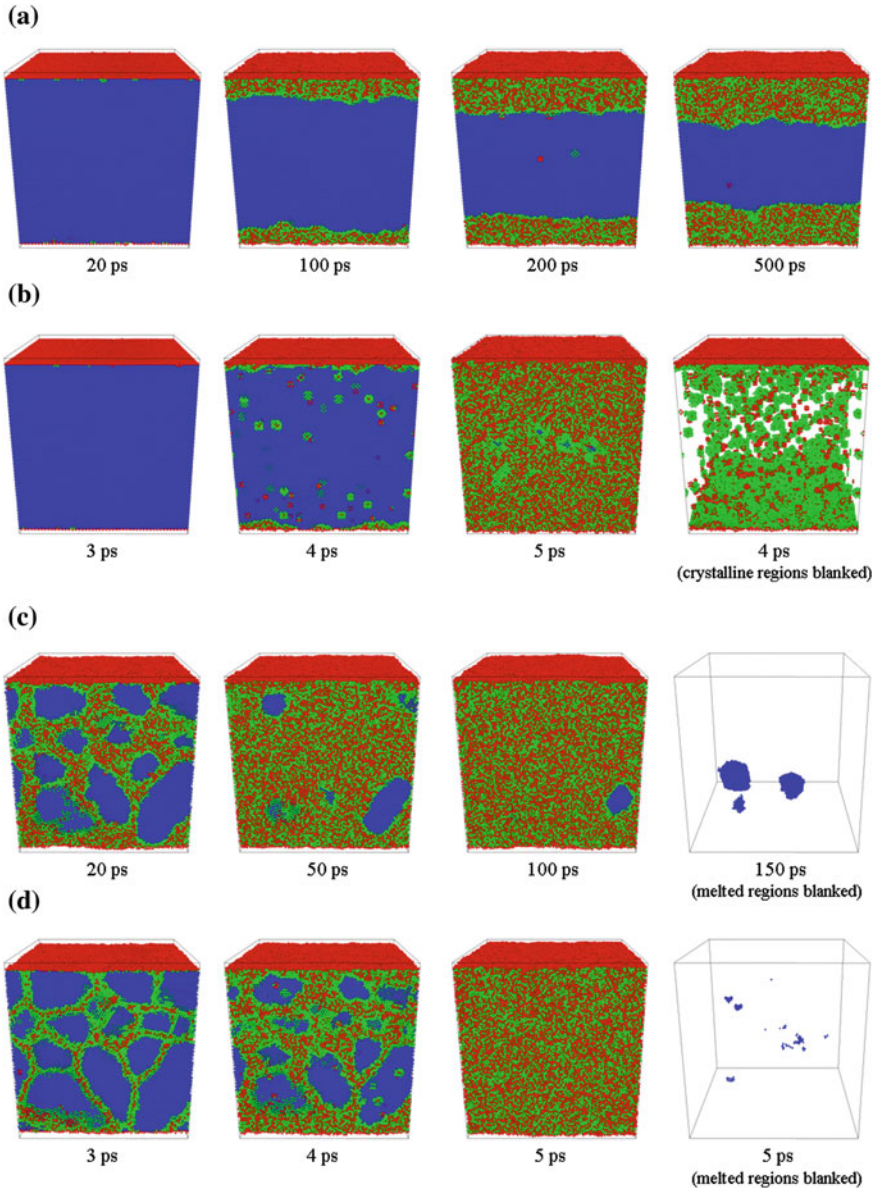 (a)
20 ps
100 ps
200 ps
500 ps
(b)
3 ps
4 ps
5 ps
4 ps
(crystalline regions blanked)
(c)
20 ps
50 ps
100 ps
150 ps
(melted regions blanked)
(d)
3 ps
4 ps
5 ps
5 ps
(melted regions blanked)